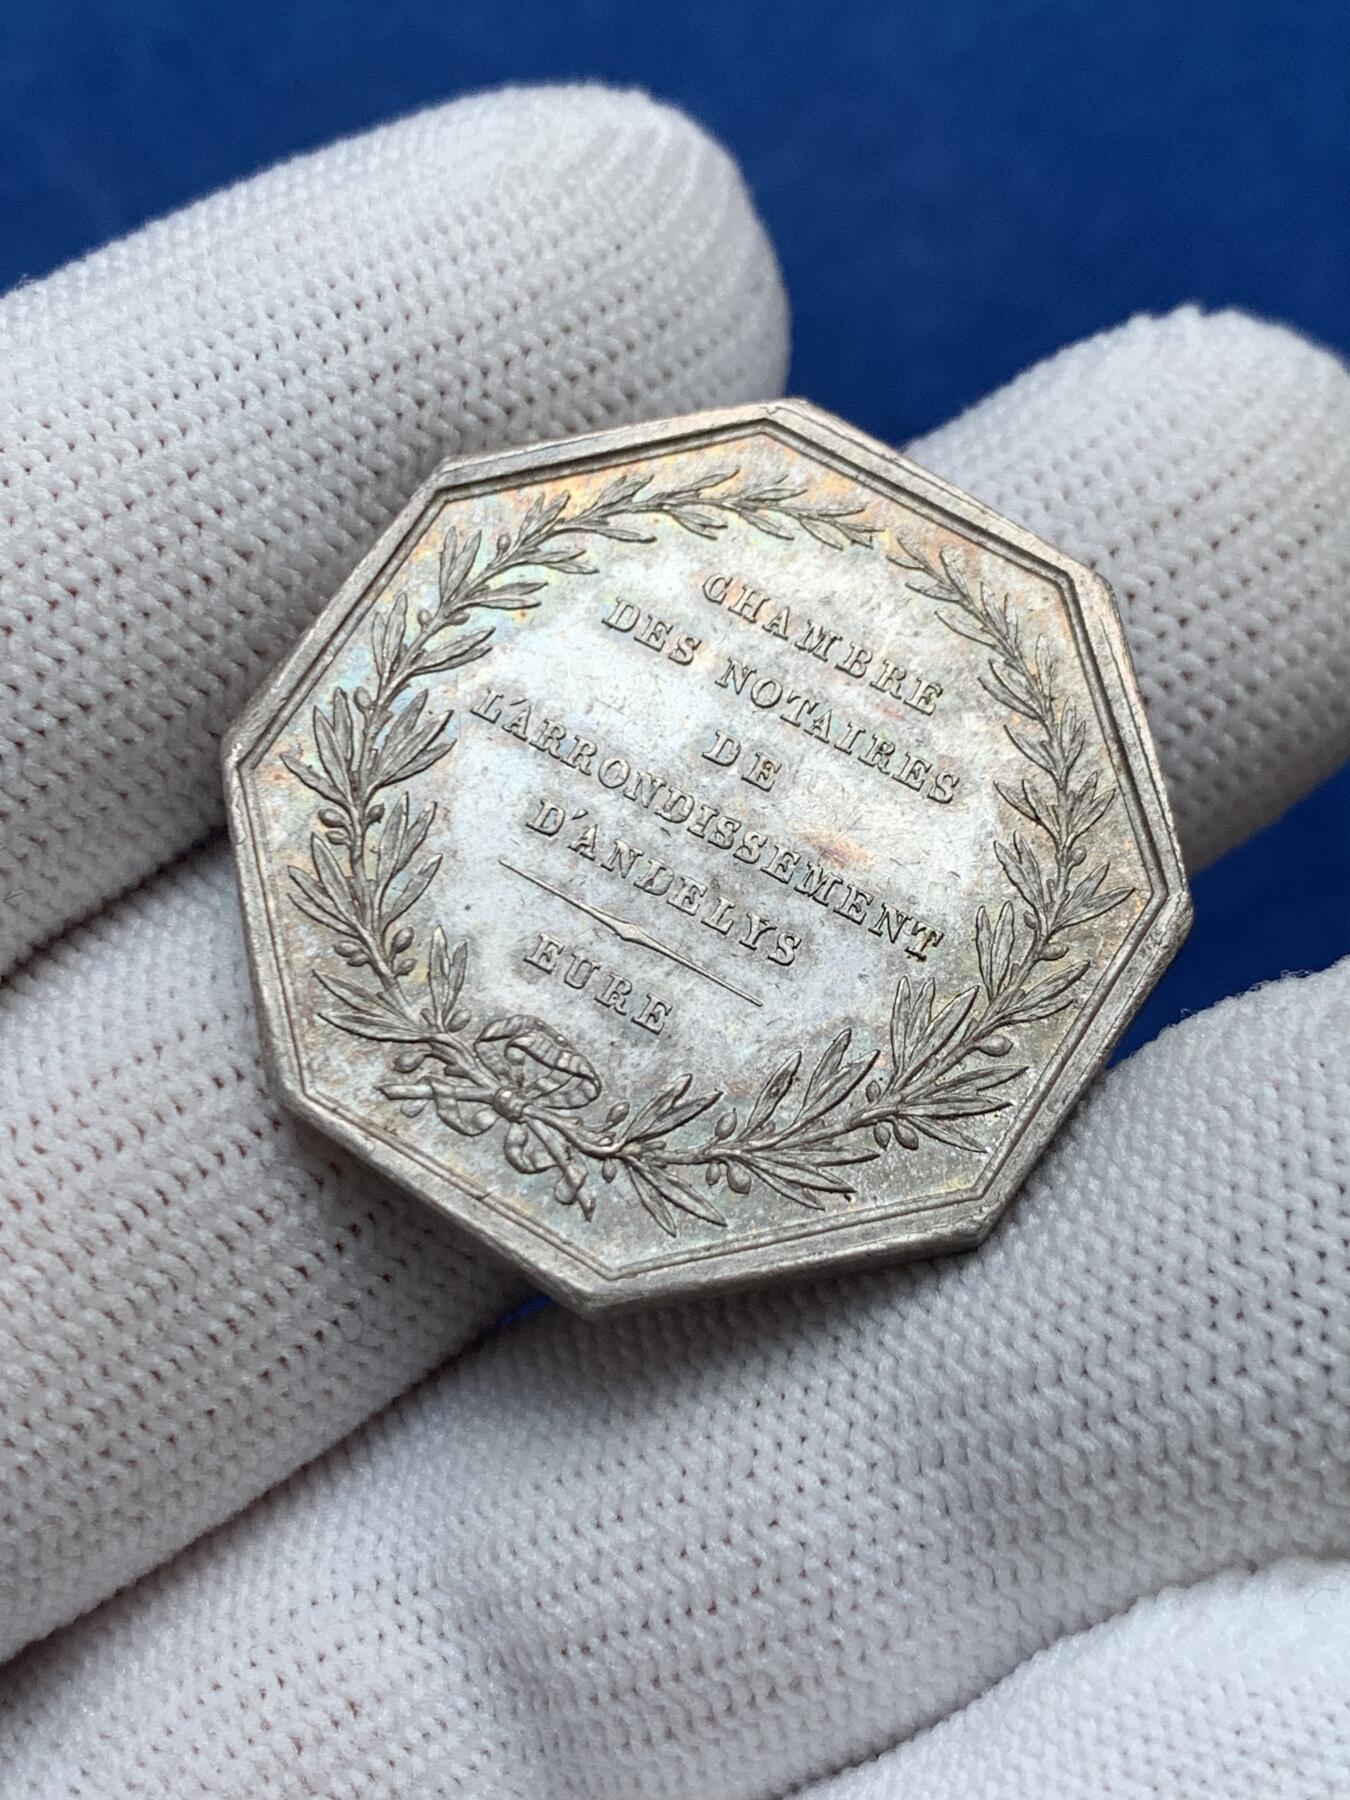 CHAMBRE
DES NOTAIRES
DE
L'ARRONDISSEMENT
D'ANDELYS
EURE